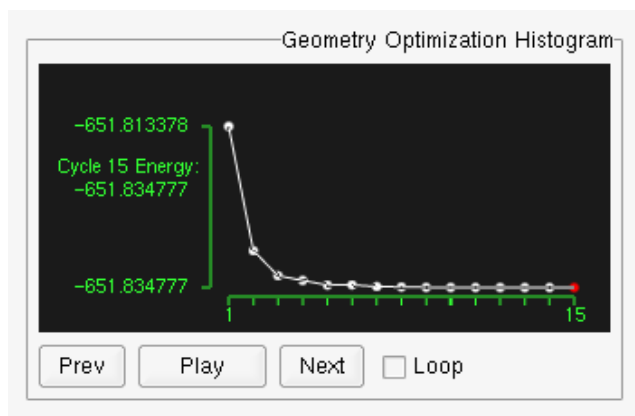 Geometry Optimization Histogram
-651.813378
Cycle 15 Energy:
-651.834777
-651.834777
1
15
Prev
Play
Next
Loop